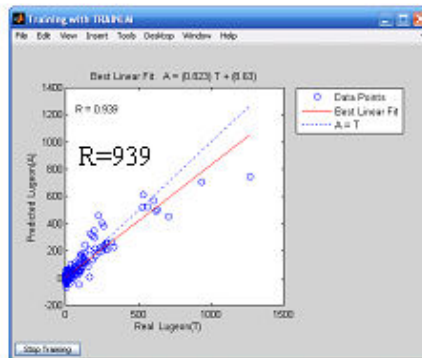 Training with TRAINLM
File Edit View Insert Tools Desktop Window Help
Best Linear Fit: A = (0.823) T + (8.63)
R = 0.939
R=939
Data Points
Best Linear Fit
A = T
Predicted Lugeon(A)
1400
1200
1000
800
600
400
200
0
-200
0 500 1000 1500
Real Lugeon(T)
Stop Training